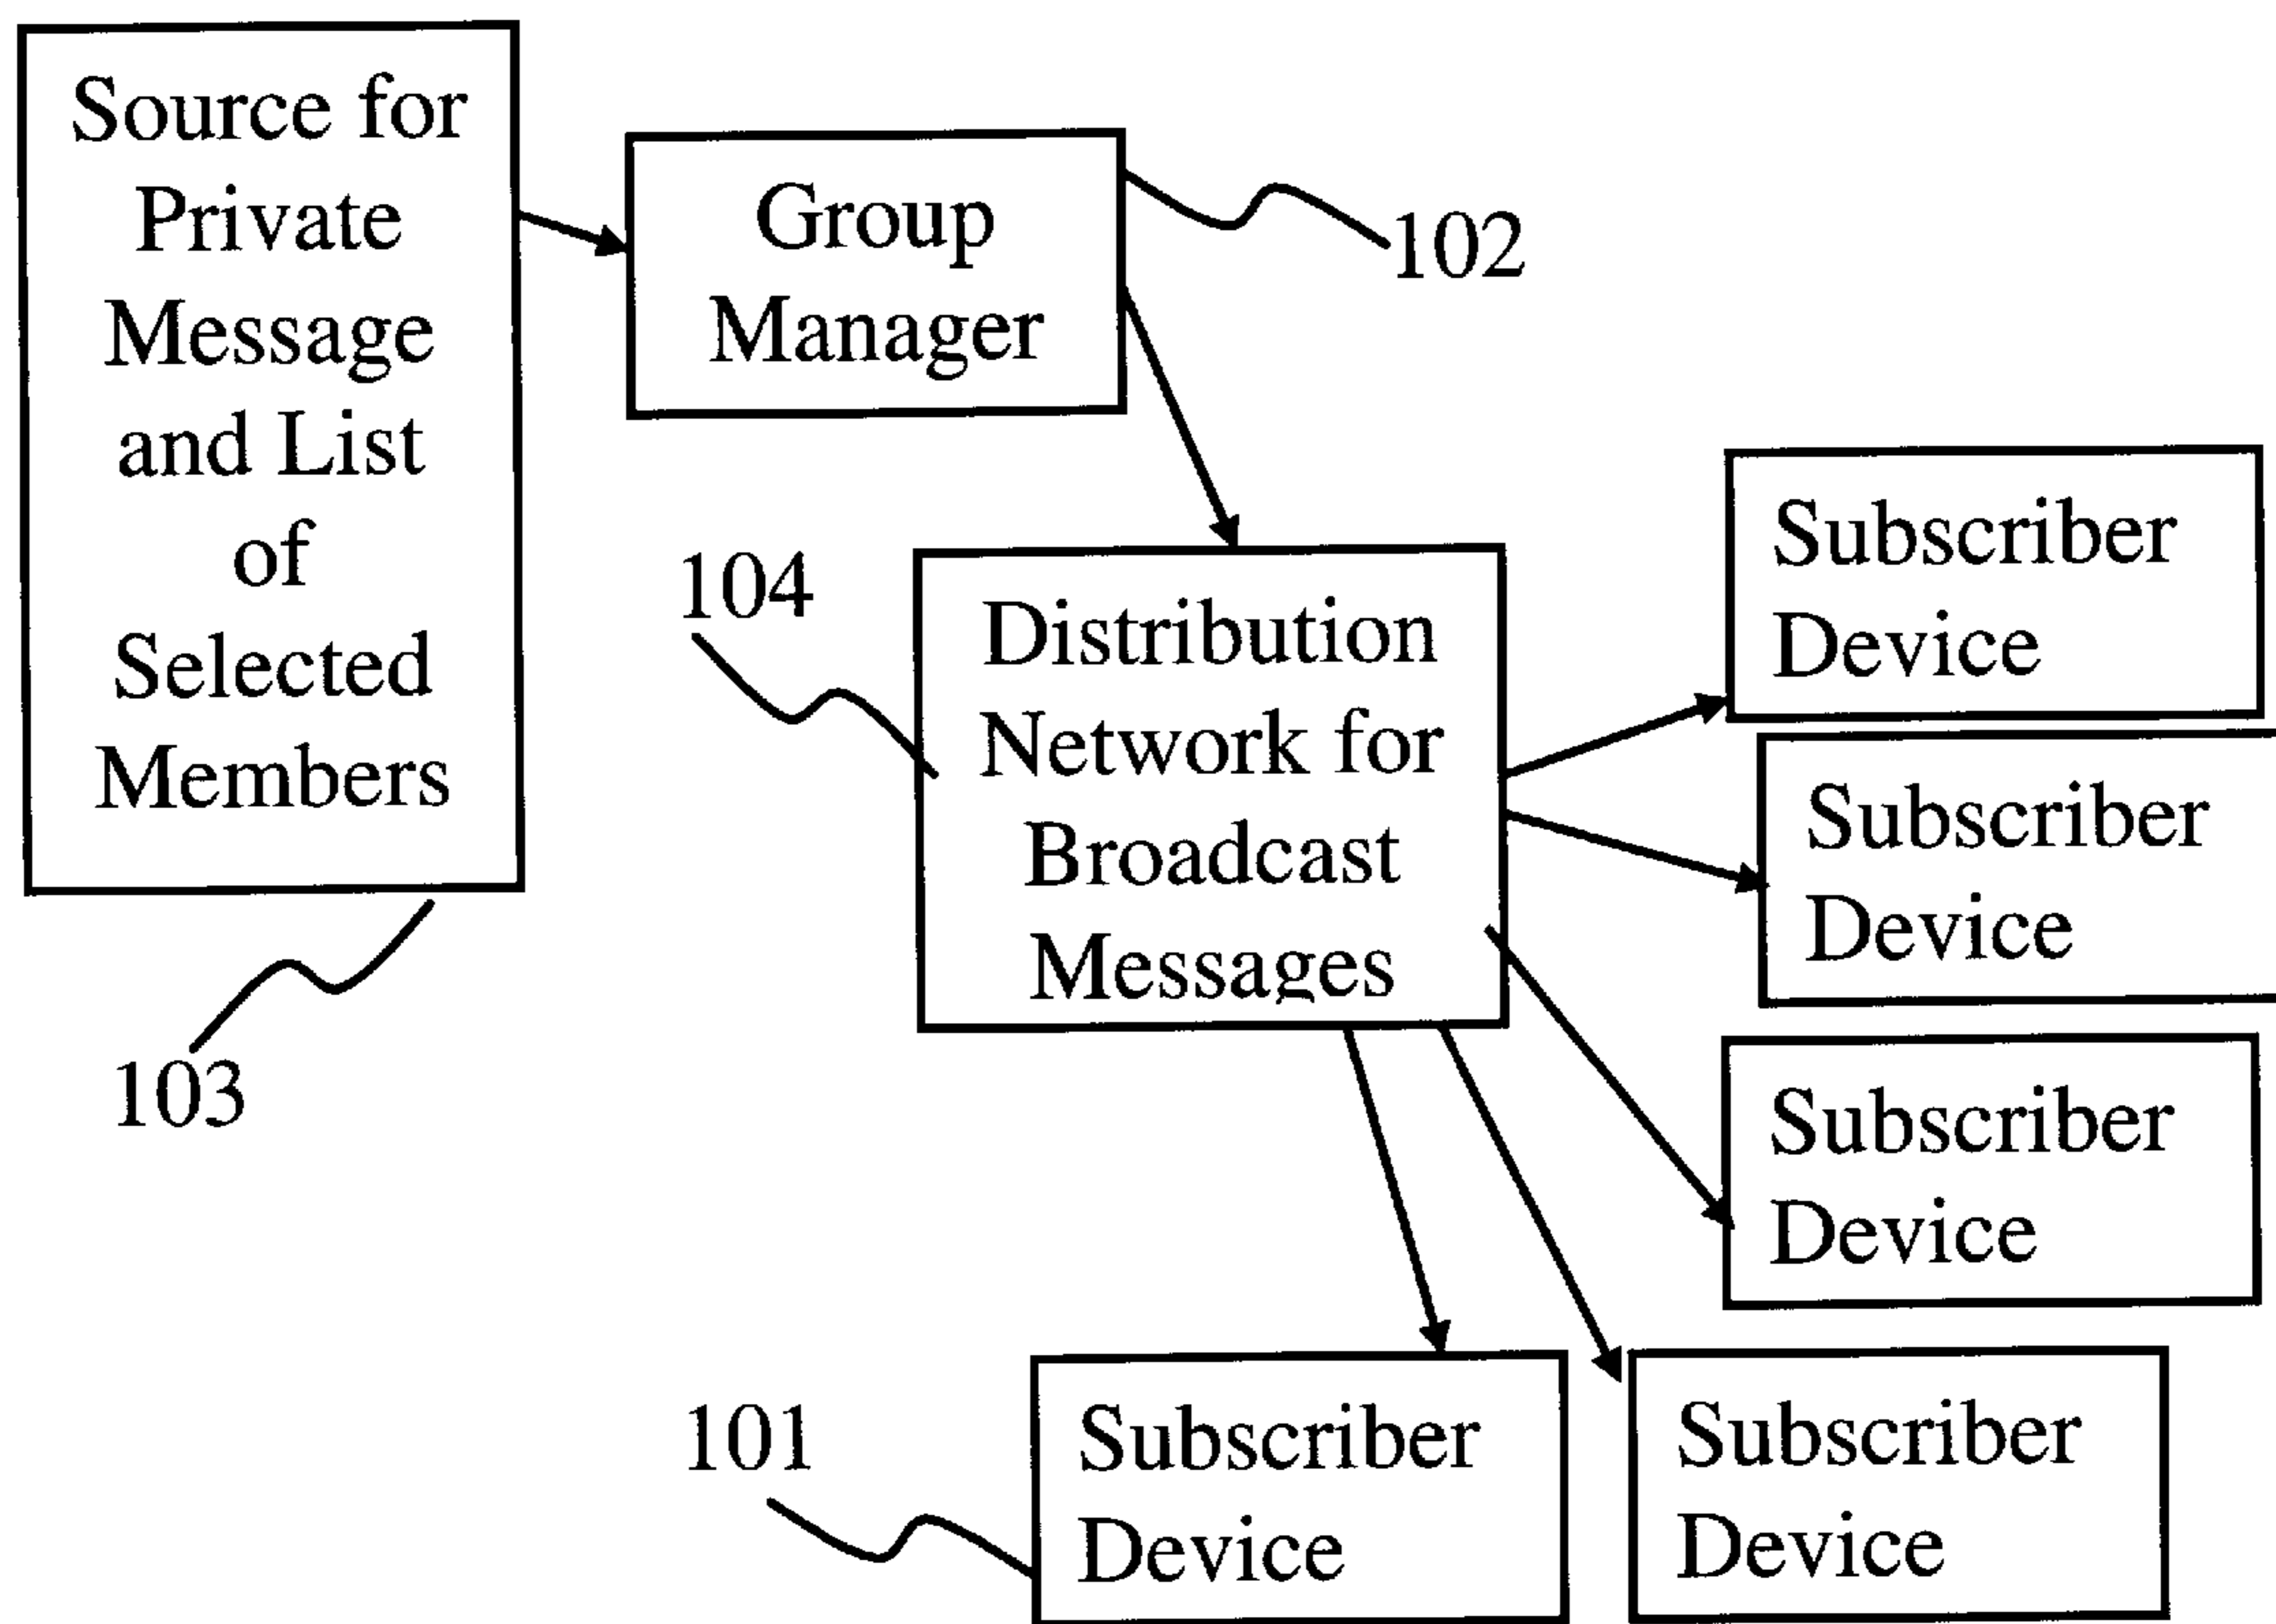 Source for
Private
Message
and List
of
Selected
Members
103
Group
Manager
102
104
Distribution
Network for
Broadcast
Messages
Subscriber
Device
Subscriber
Device
Subscriber
Device
101
Subscriber
Device
Subscriber
Device